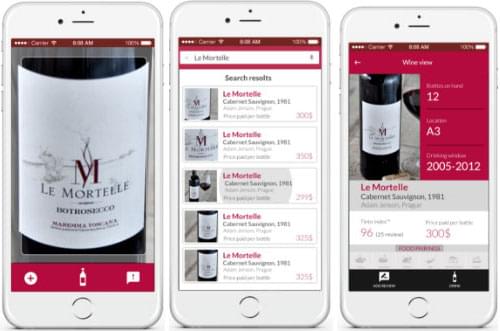 Carrier
8:08 AM
100%
M
LE MORTELLE
BOTROSECCO
MAREMMA TOSCANA
Carrier
8:08 AM
100%
Le Mortelle
Search resolts
Le Mortelle
Cabernet Sauvignon, 1981
Adam Jenson, Prague
Price paid per bottle
300$
Le Mortelle
Cabernet Sauvignon, 1981
Adam Jenson, Prague
Price paid per bottle
350$
Le Mortelle
Cabernet Sauvignon, 1981
Adam Jenson, Prague
Price paid per bottle
299$
Le Mortelle
Cabernet Sauvignon, 1981
Adam Jenson, Prague
Price paid per bottle
325$
Le Mortelle
Cabernet Sauvignon, 1981
Adam Jenson, Prague
Price paid per bottle
325$
Carrier
8:08 AM
100%
Wine view
Bottles on hand
12
Location
A3
Drinking window
2005-2012
Le Mortelle
Cabernet Sauvignon, 1981
Adam Jenson, Prague
Price paid per bottle
96 (25 review)
300$
FOOD PAIRINGS
ADD REVIEW
DRINK